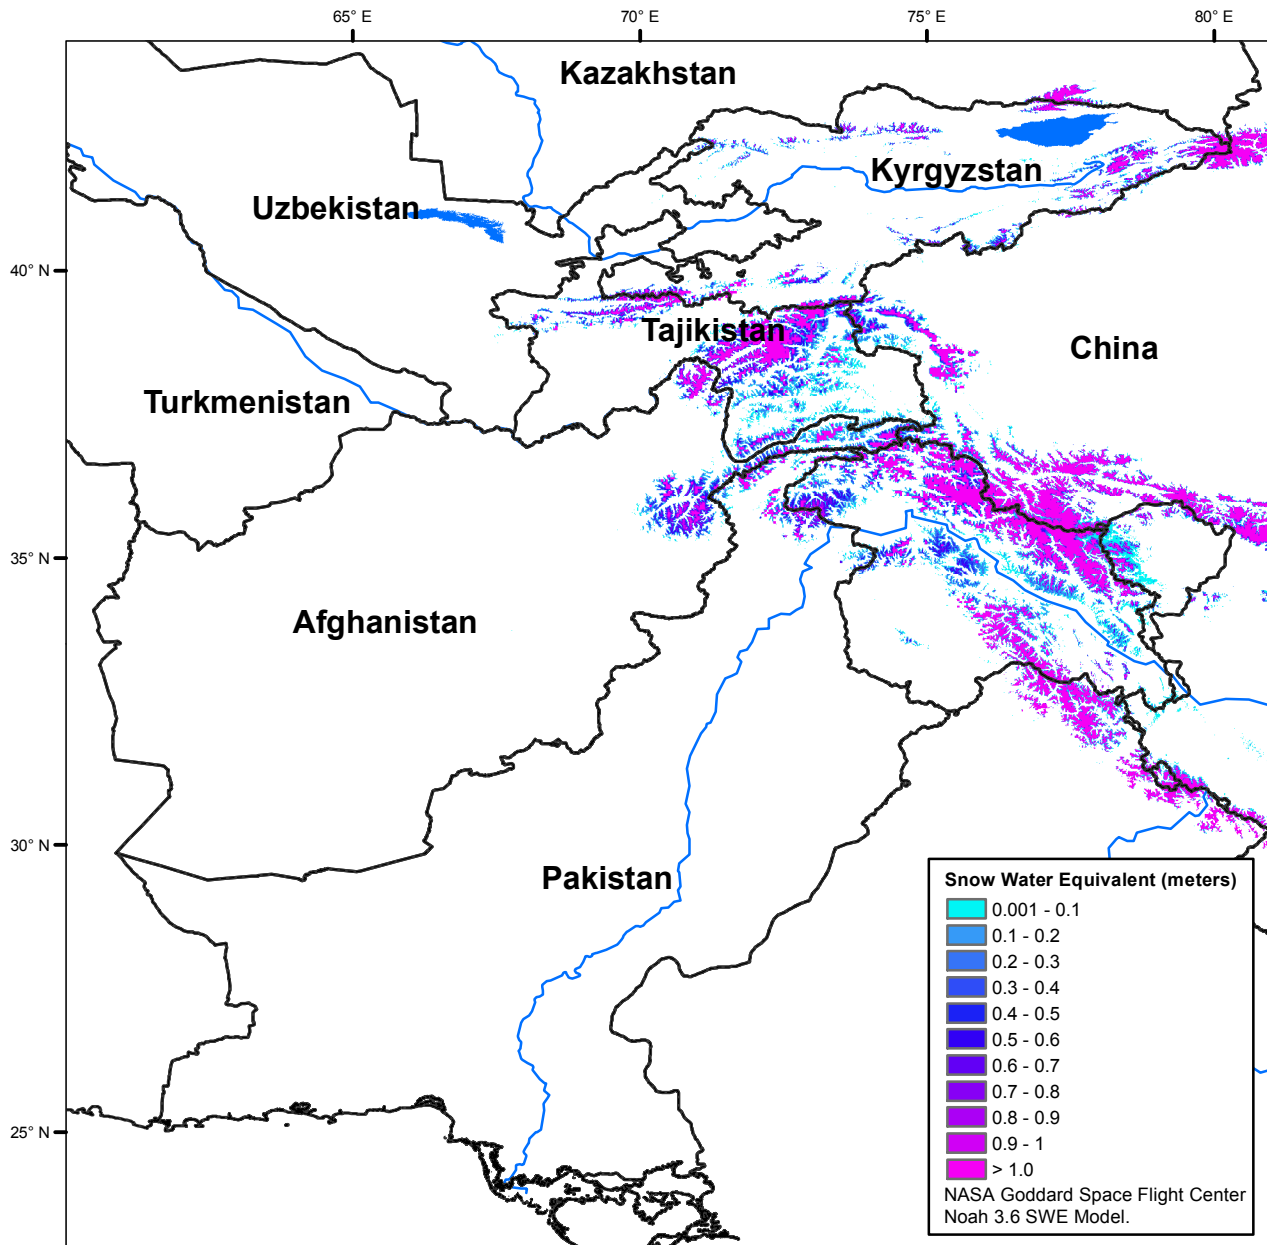 65° E
70° E
75° E
80° E
Kazakhstan
Kyrgyzstan
Uzbekistan
40° N
Tajikistan
China
Turkmenistan
35° N
Afghanistan
30° N
Pakistan
25° N
Snow Water Equivalent (meters)
0.001 - 0.1
0.1 - 0.2
0.2 - 0.3
0.3 - 0.4
0.4 - 0.5
0.5 - 0.6
0.6 - 0.7
0.7 - 0.8
0.8 - 0.9
0.9 - 1
> 1.0
NASA Goddard Space Flight Center
Noah 3.6 SWE Model.